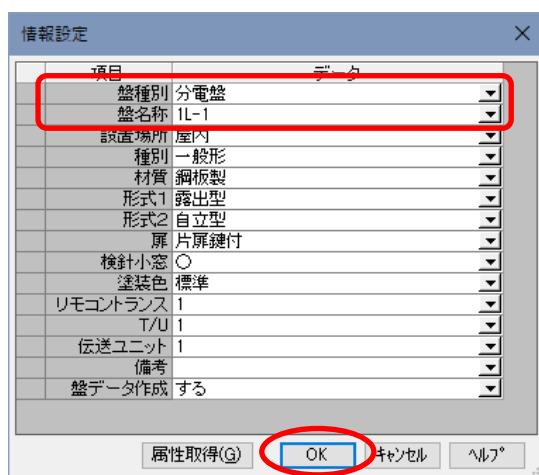 情報設定
項目 データ
盤種別 分電盤
盤名称 1L-1
設置場所 屋内
種別 一般形
材質 鋼板製
形式1 露出型
形式2 自立型
扉 片扉鍵付
検針小窓 〇
塗装色 標準
リモコントランス 1
T/U 1
伝送ユニット 1
備考
盤データ作成 する
属性取得(G) OK キャンセル ヘルプ